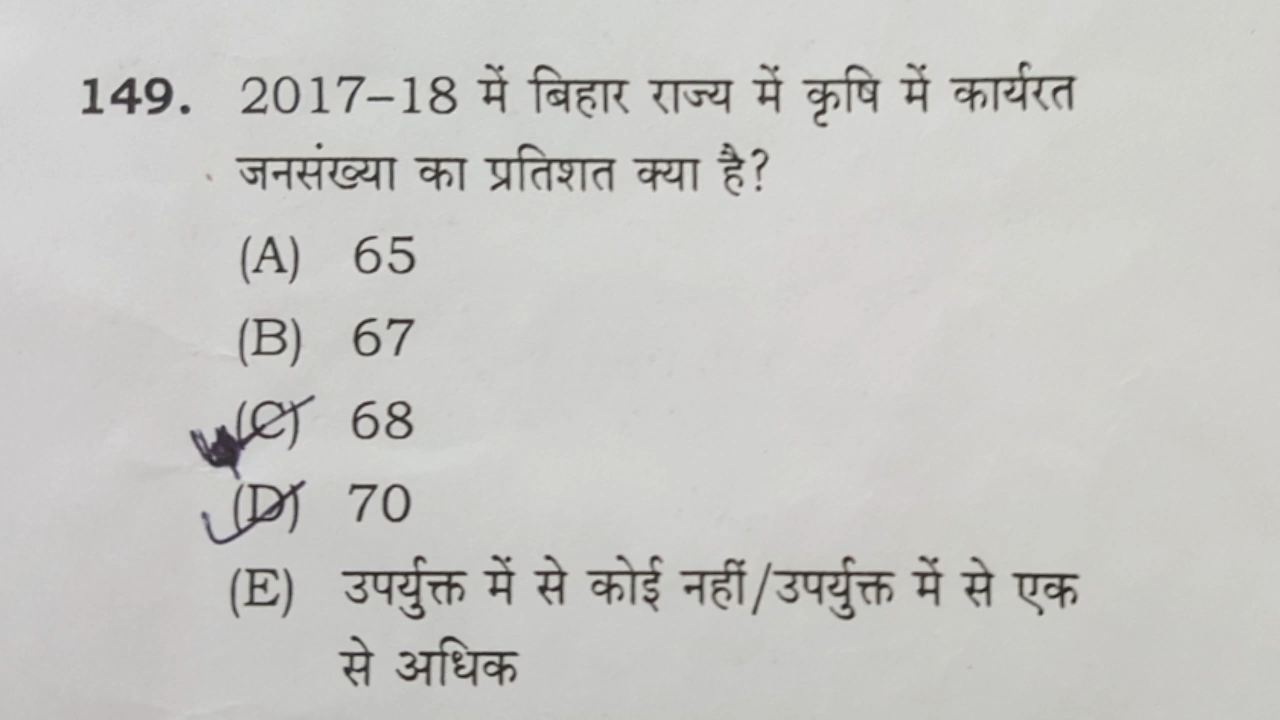 149. 2017–18 में बिहार राज्य में कृषि में कार्यरत
जनसंख्या का प्रतिशत क्या है?
(A) 65
(B) 67
(C) 68
(D) 70
(E) उपर्युक्त में से कोई नहीं/उपर्युक्त में से एक
से अधिक